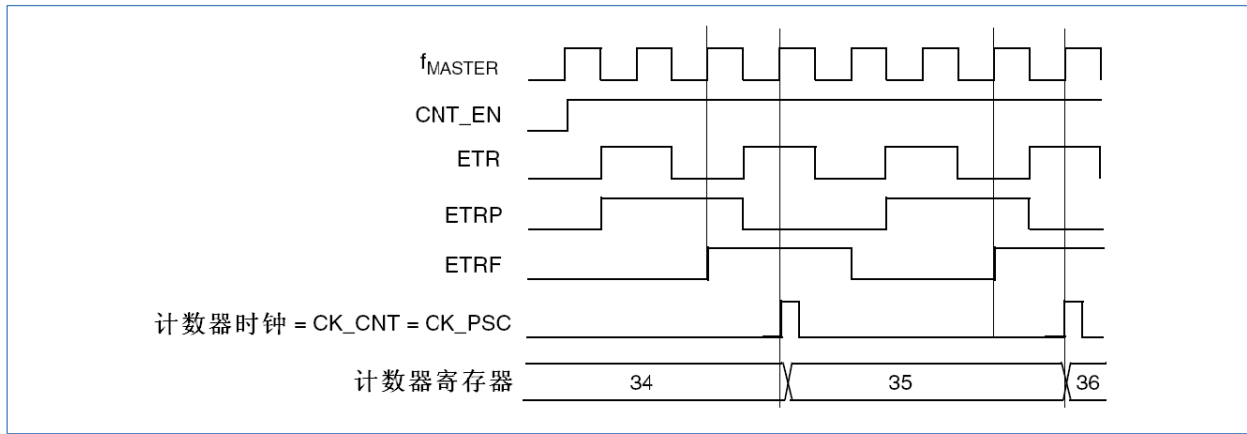 fMASTER
CNT_EN
ETR
ETRP
ETRF
计数器时钟 = CK_CNT = CK_PSC
计数器寄存器 34 35 36